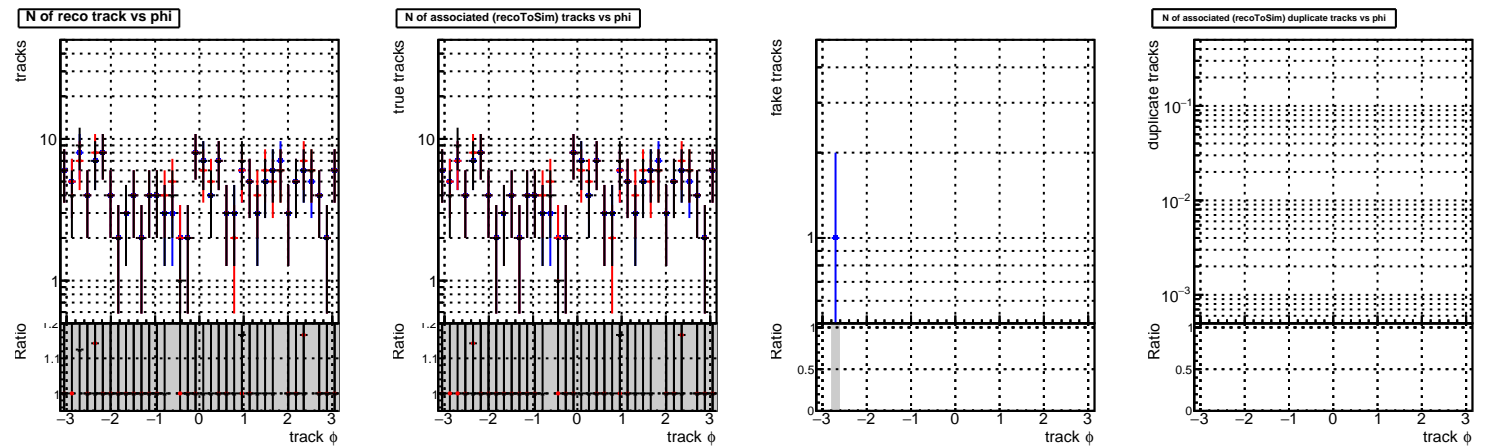 N of reco track vs phi
tracks
10
1
Ratio
1.2
1.1
1
−3 −2 −1 0 1 2 3
track ϕ
N of associated (recoToSim) tracks vs phi
true tracks
10
1
Ratio
1.2
1.1
1
−3 −2 −1 0 1 2 3
track ϕ
fake tracks
1
Ratio
1
0.5
0
−3 −2 −1 0 1 2 3
track ϕ
N of associated (recoToSim) duplicate tracks vs phi
duplicate tracks
10⁻¹
10⁻²
10⁻³
Ratio
1
0.5
0
−3 −2 −1 0 1 2 3
track ϕ